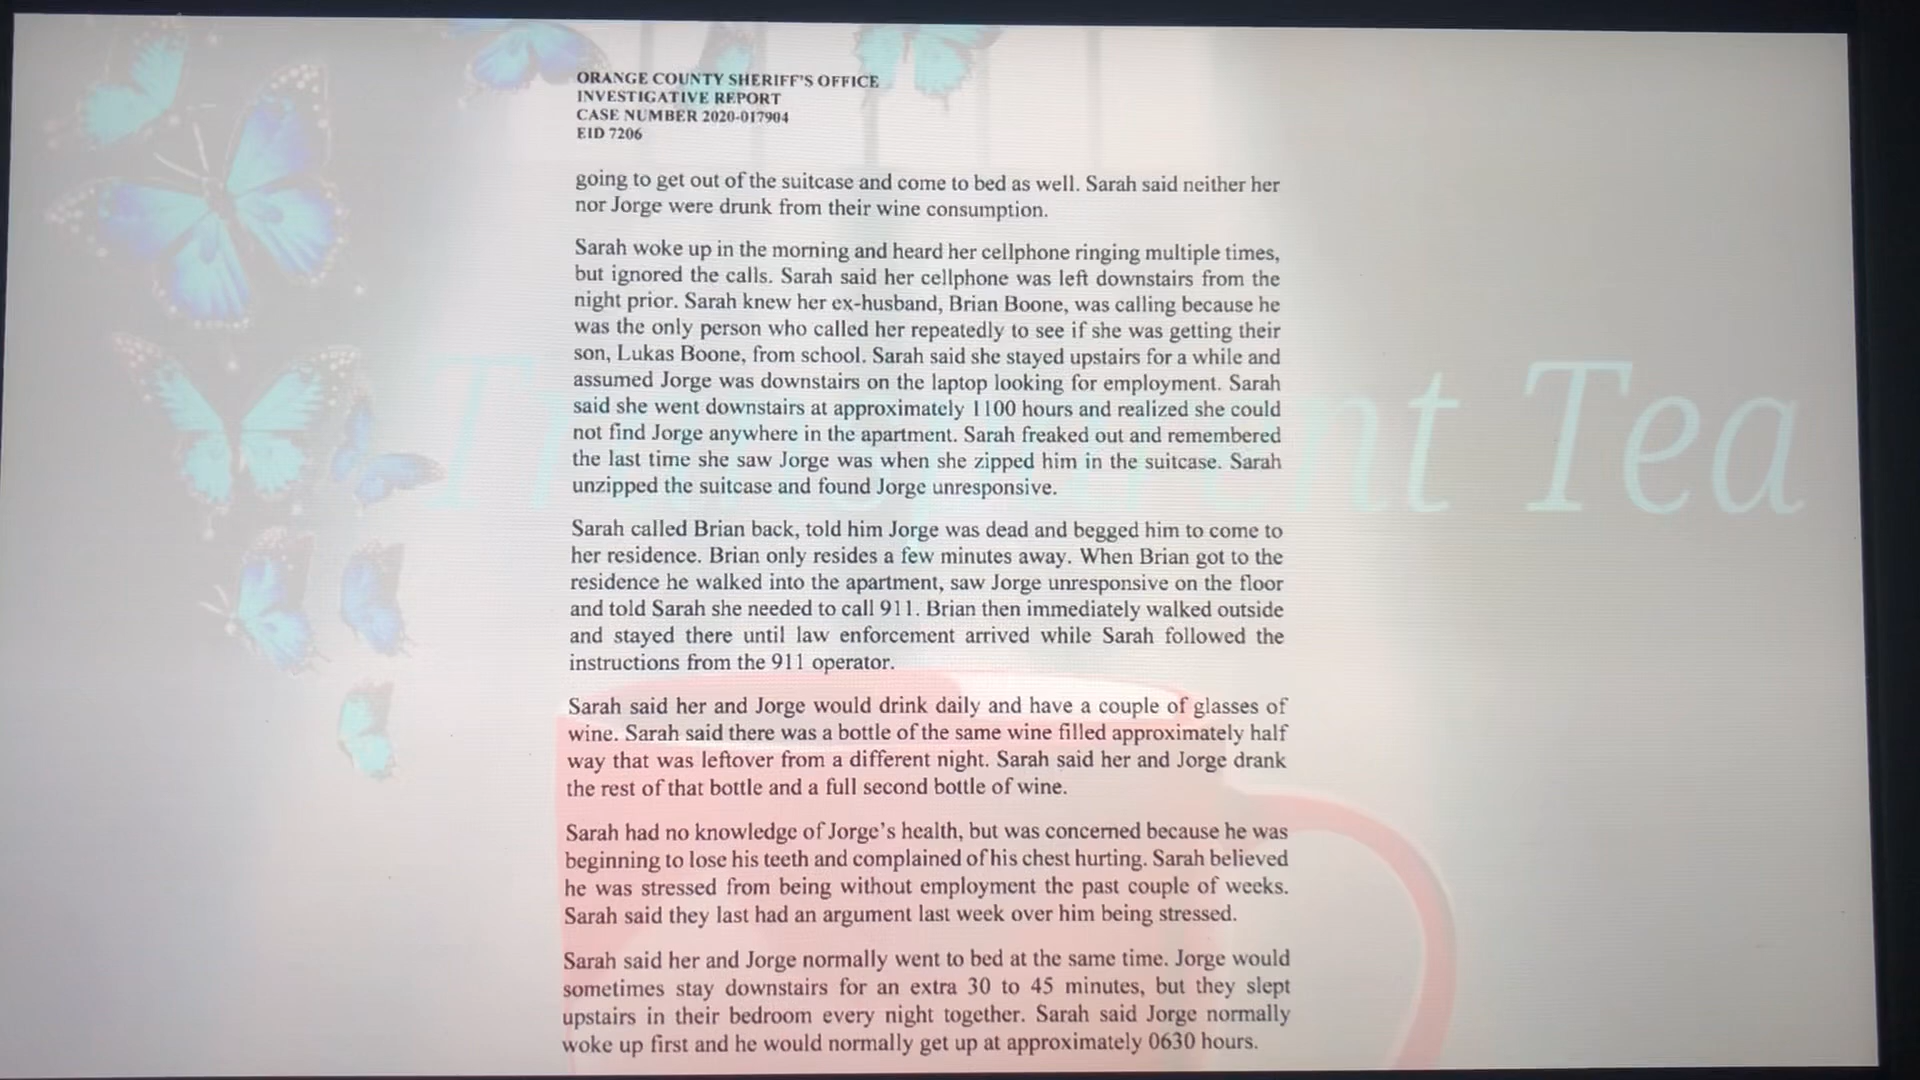 ORANGE COUNTY SHERIFF'S OFFICE
INVESTIGATIVE REPORT
CASE NUMBER 2020-017904
EID 7206
going to get out of the suitcase and come to bed as well. Sarah said neither her
nor Jorge were drunk from their wine consumption.
Sarah woke up in the morning and heard her cellphone ringing multiple times,
but ignored the calls. Sarah said her cellphone was left downstairs from the
night prior. Sarah knew her ex-husband, Brian Boone, was calling because he
was the only person who called her repeatedly to see if she was getting their
son, Lukas Boone, from school. Sarah said she stayed upstairs for a while and
assumed Jorge was downstairs on the laptop looking for employment. Sarah
said she went downstairs at approximately 1100 hours and realized she could
not find Jorge anywhere in the apartment. Sarah freaked out and remembered
the last time she saw Jorge was when she zipped him in the suitcase. Sarah
unzipped the suitcase and found Jorge unresponsive.
Sarah called Brian back, told him Jorge was dead and begged him to come to
her residence. Brian only resides a few minutes away. When Brian got to the
residence he walked into the apartment, saw Jorge unresponsive on the floor
and told Sarah she needed to call 911. Brian then immediately walked outside
and stayed there until law enforcement arrived while Sarah followed the
instructions from the 911 operator.
Sarah said her and Jorge would drink daily and have a couple of glasses of
wine. Sarah said there was a bottle of the same wine filled approximately half
way that was leftover from a different night. Sarah said her and Jorge drank
the rest of that bottle and a full second bottle of wine.
Sarah had no knowledge of Jorge's health, but was concerned because he was
beginning to lose his teeth and complained of his chest hurting. Sarah believed
he was stressed from being without employment the past couple of weeks.
Sarah said they last had an argument last week over him being stressed.
Sarah said her and Jorge normally went to bed at the same time. Jorge would
sometimes stay downstairs for an extra 30 to 45 minutes, but they slept
upstairs in their bedroom every night together. Sarah said Jorge normally
woke up first and he would normally get up at approximately 0630 hours.
Tea